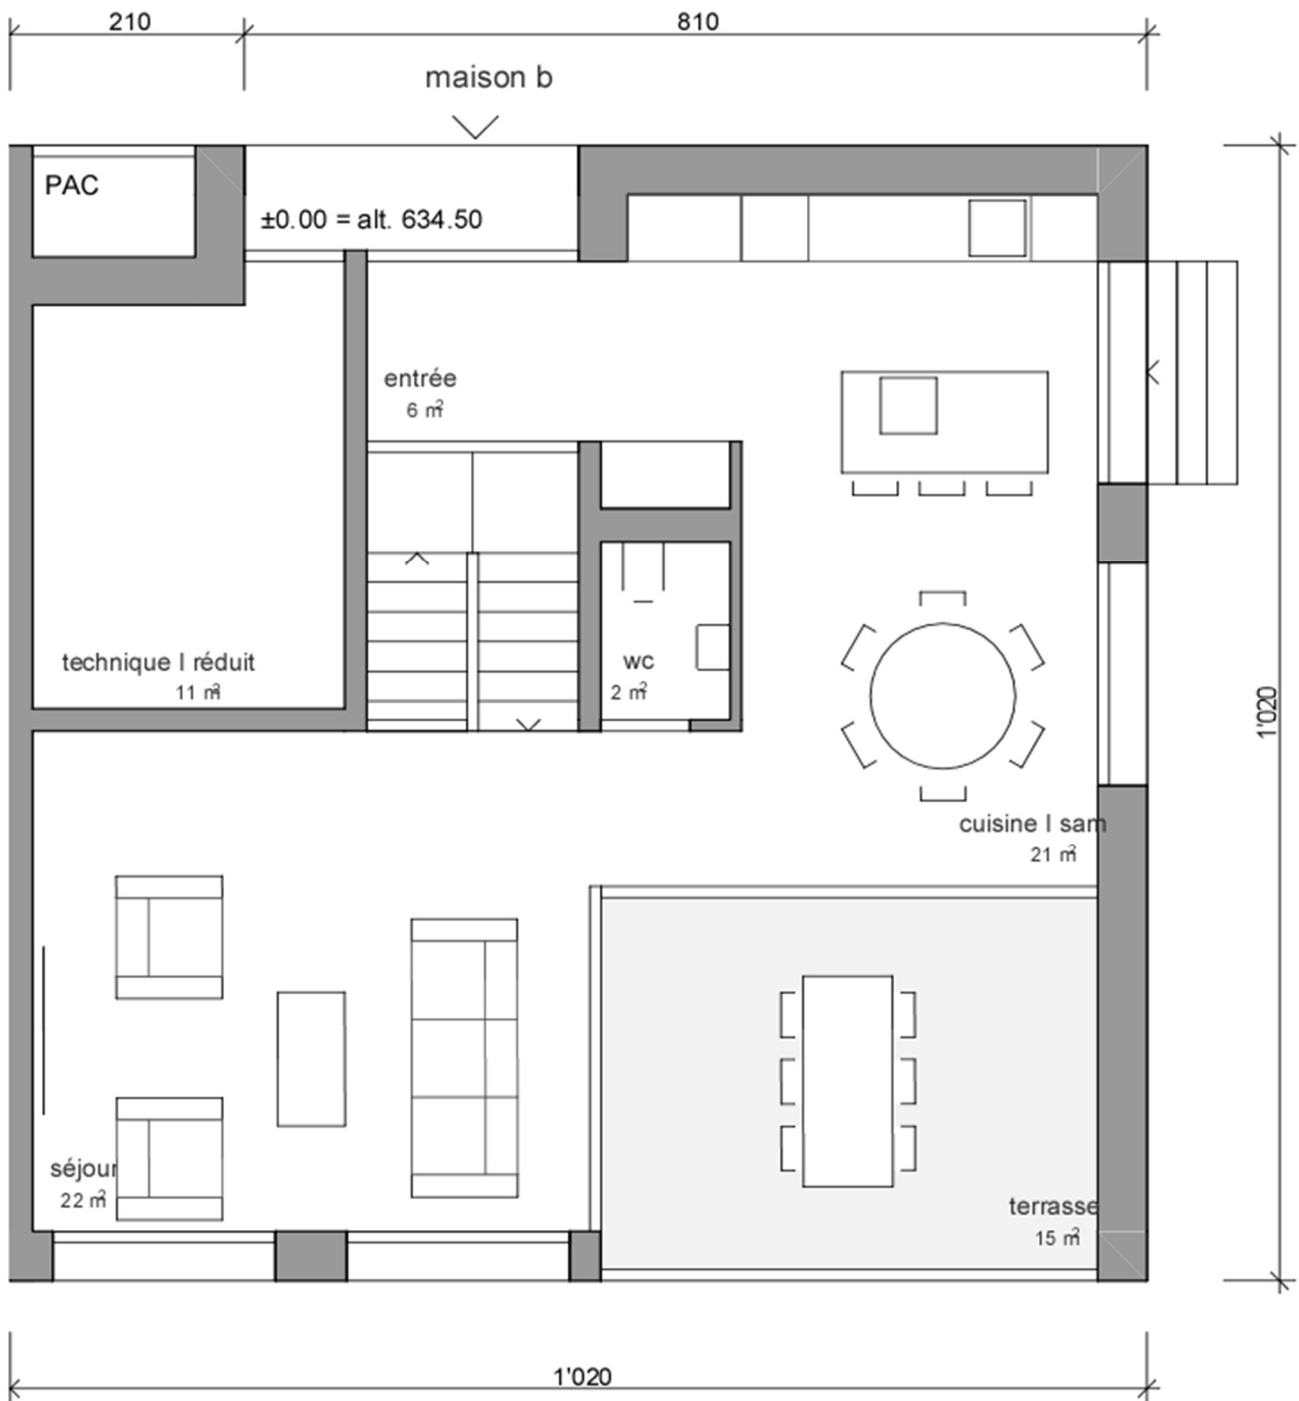 210
810
maison b
PAC
±0.00 = alt. 634.50
entrée
6 m²
technique I réduit
11 m²
wc
2 m²
1'020
cuisine I sam
21 m²
séjour
22 m²
terrasse
15 m²
1'020